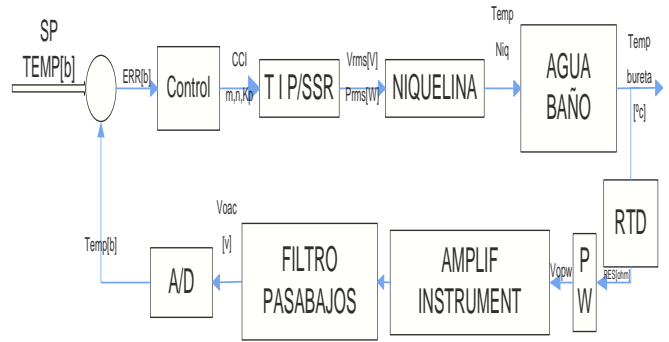 SP
TEMP[b]
ERR[b]
Control
CCI
m,n,Kp
T I P/SSR
Vrms[V]
Prms[W]
NIQUELINA
Temp
Niq
AGUA
BAÑO
Temp
bureta
[ºc]
RTD
RES[ohm]
P
W
Vopw
AMPLIF
INSTRUMENT
FILTRO
PASABAJOS
Voac
[v]
A/D
Temp[b]